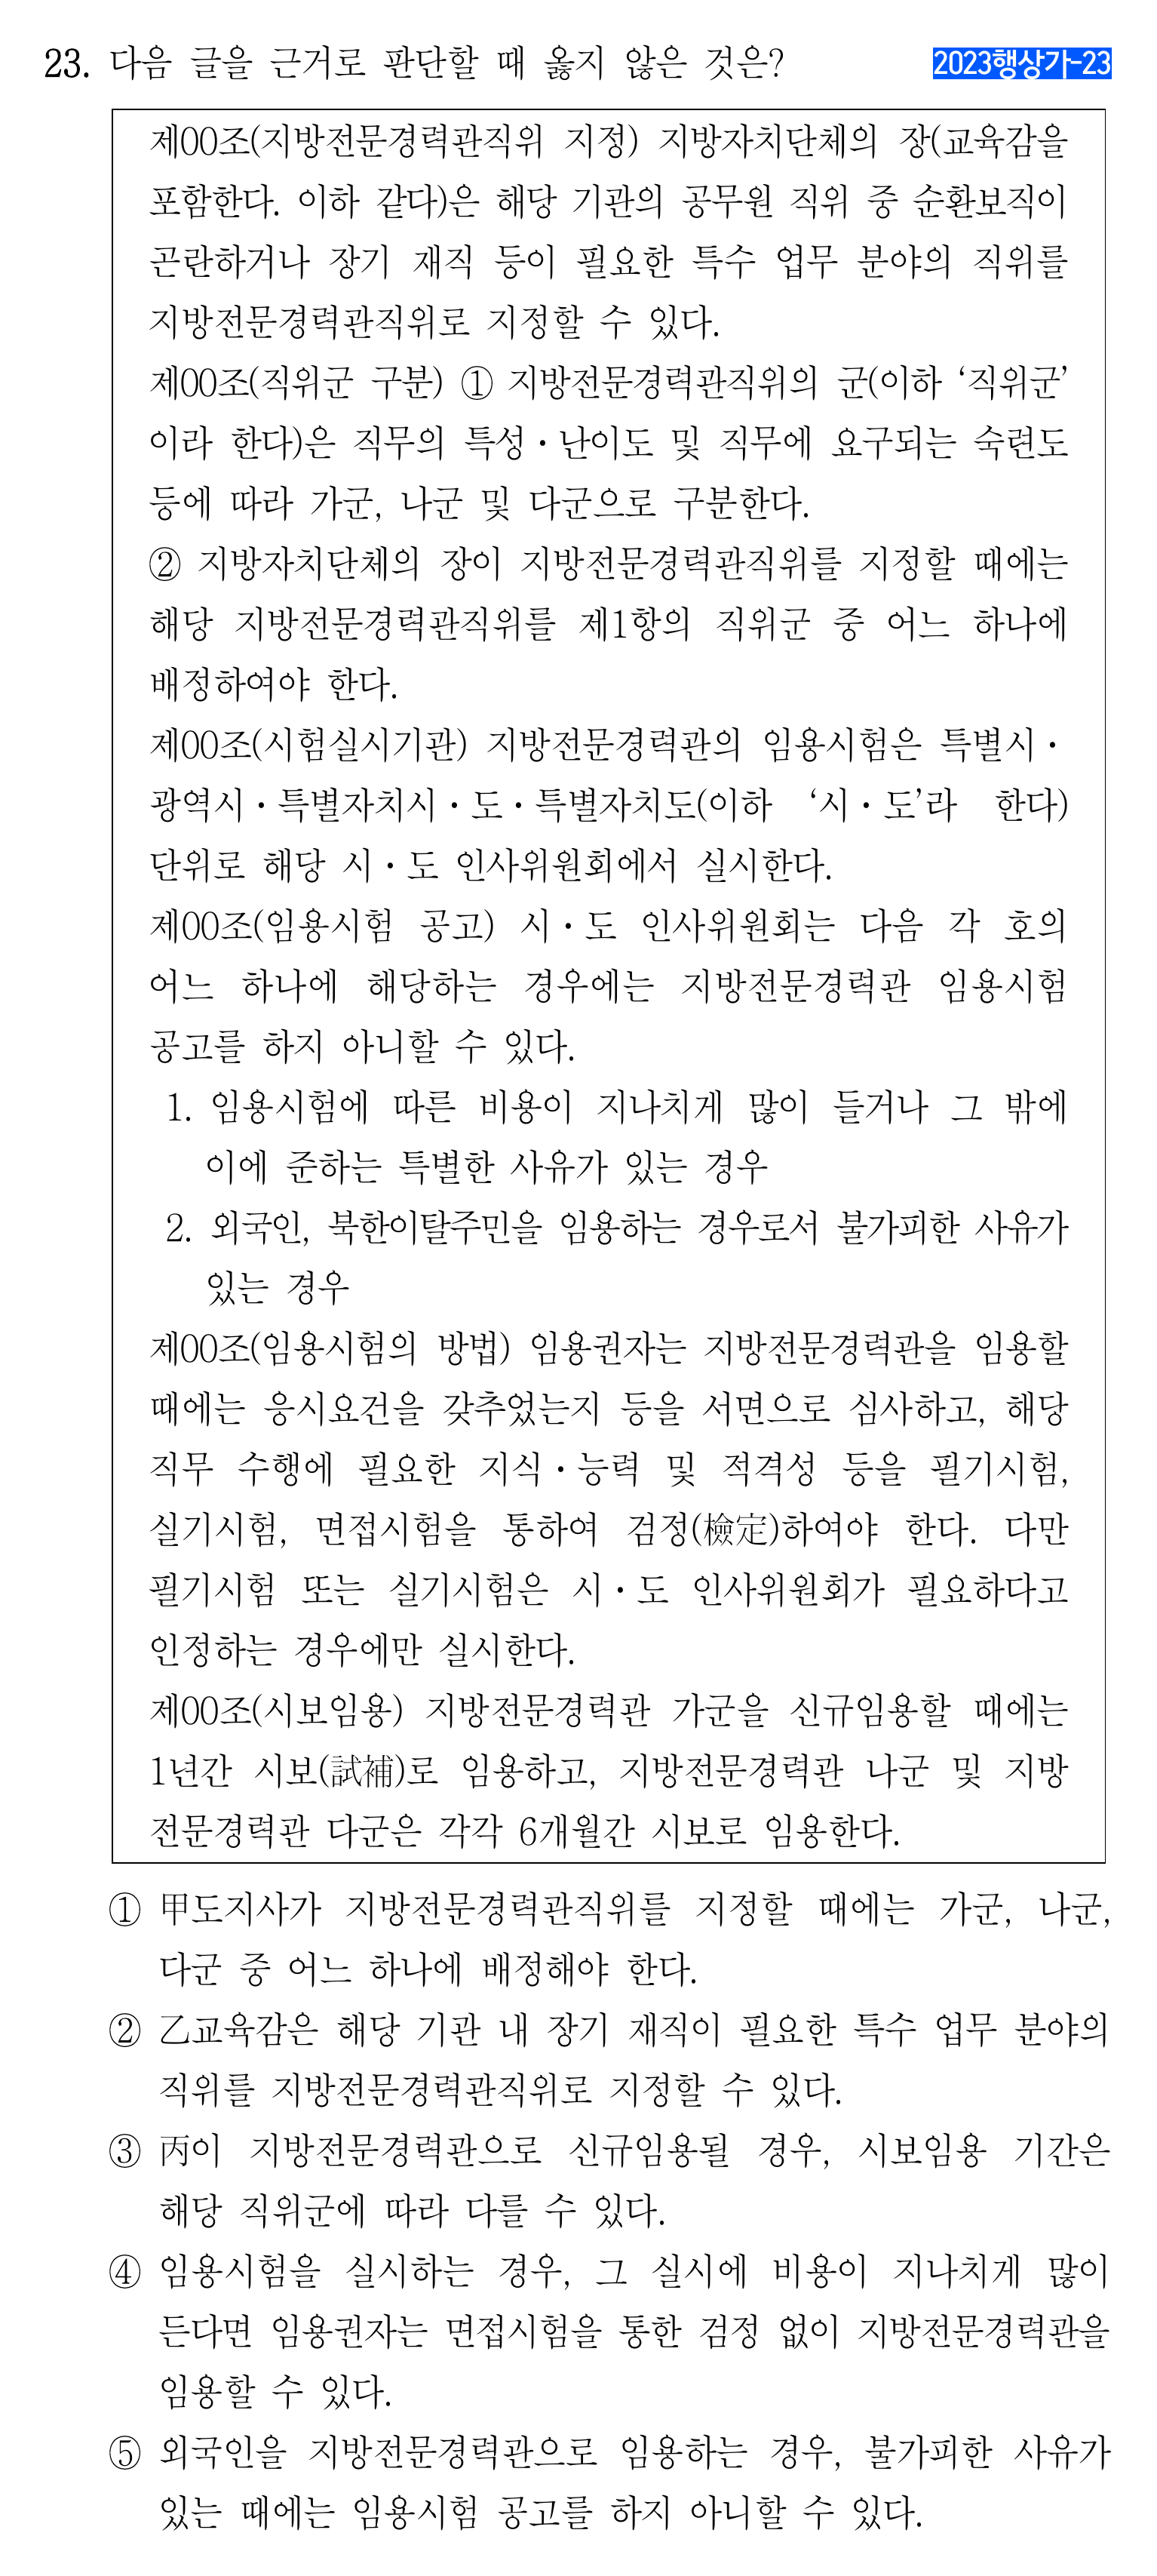 23. 다음 글을 근거로 판단할 때 옳지 않은 것은? 2023행상가-23
제00조(지방전문경력관직위 지정) 지방자치단체의 장(교육감을
포함한다. 이하 같다)은 해당 기관의 공무원 직위 중 순환보직이
곤란하거나 장기 재직 등이 필요한 특수 업무 분야의 직위를
지방전문경력관직위로 지정할 수 있다.
제00조(직위군 구분) ① 지방전문경력관직위의 군(이하 ‘직위군’
이라 한다)은 직무의 특성・난이도 및 직무에 요구되는 숙련도
등에 따라 가군, 나군 및 다군으로 구분한다.
② 지방자치단체의 장이 지방전문경력관직위를 지정할 때에는
해당 지방전문경력관직위를 제1항의 직위군 중 어느 하나에
배정하여야 한다.
제00조(시험실시기관) 지방전문경력관의 임용시험은 특별시・
광역시・특별자치시・도・특별자치도(이하 ‘시・도’라 한다)
단위로 해당 시・도 인사위원회에서 실시한다.
제00조(임용시험 공고) 시・도 인사위원회는 다음 각 호의
어느 하나에 해당하는 경우에는 지방전문경력관 임용시험
공고를 하지 아니할 수 있다.
1. 임용시험에 따른 비용이 지나치게 많이 들거나 그 밖에
이에 준하는 특별한 사유가 있는 경우
2. 외국인, 북한이탈주민을 임용하는 경우로서 불가피한 사유가
있는 경우
제00조(임용시험의 방법) 임용권자는 지방전문경력관을 임용할
때에는 응시요건을 갖추었는지 등을 서면으로 심사하고, 해당
직무 수행에 필요한 지식・능력 및 적격성 등을 필기시험,
실기시험, 면접시험을 통하여 검정(檢定)하여야 한다. 다만
필기시험 또는 실기시험은 시・도 인사위원회가 필요하다고
인정하는 경우에만 실시한다.
제00조(시보임용) 지방전문경력관 가군을 신규임용할 때에는
1년간 시보(試補)로 임용하고, 지방전문경력관 나군 및 지방
전문경력관 다군은 각각 6개월간 시보로 임용한다.
① 甲도지사가 지방전문경력관직위를 지정할 때에는 가군, 나군,
다군 중 어느 하나에 배정해야 한다.
② 乙교육감은 해당 기관 내 장기 재직이 필요한 특수 업무 분야의
직위를 지방전문경력관직위로 지정할 수 있다.
③ 丙이 지방전문경력관으로 신규임용될 경우, 시보임용 기간은
해당 직위군에 따라 다를 수 있다.
④ 임용시험을 실시하는 경우, 그 실시에 비용이 지나치게 많이
든다면 임용권자는 면접시험을 통한 검정 없이 지방전문경력관을
임용할 수 있다.
⑤ 외국인을 지방전문경력관으로 임용하는 경우, 불가피한 사유가
있는 때에는 임용시험 공고를 하지 아니할 수 있다.